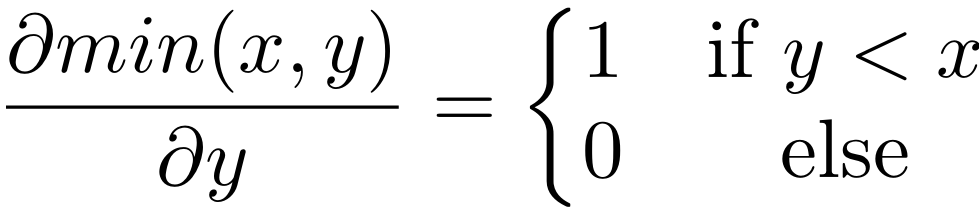 ∂min(x, y)/∂y = { 1 if y < x
0 else